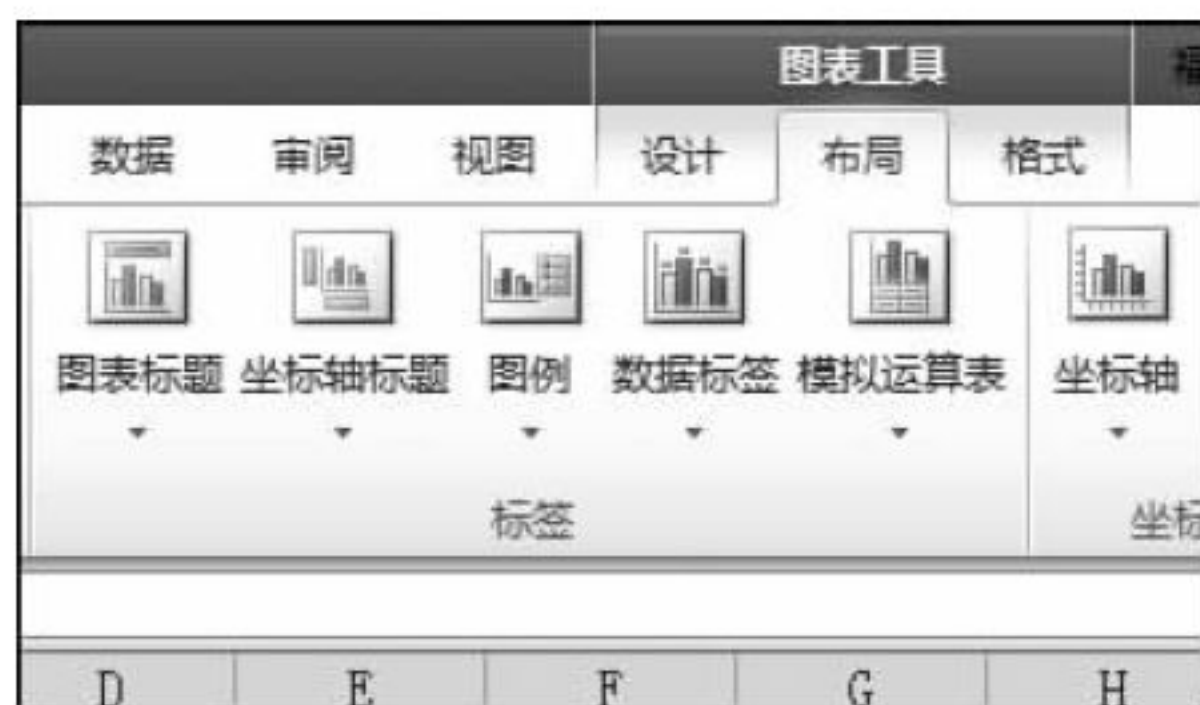 图表工具
数据 审阅 视图 设计 布局 格式
图表标题 坐标轴标题 图例 数据标签 模拟运算表 坐标轴
标签 坐标
D E F G H